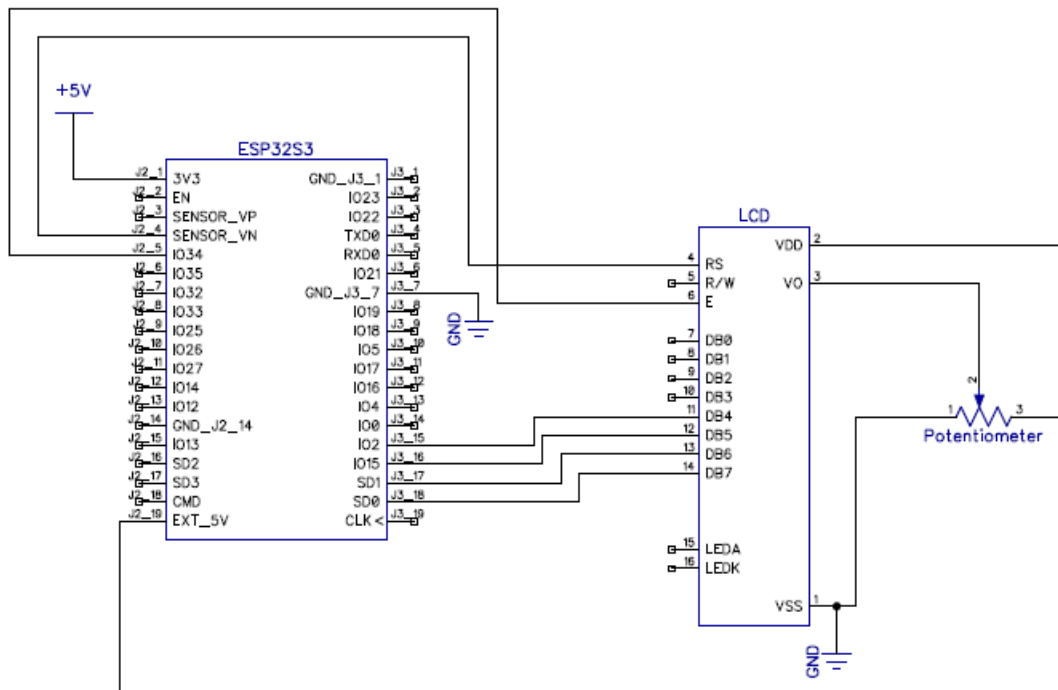 +5V
ESP32S3
J2_1 3V3 GND_J3_1 J3_1
J2_2 EN IO23 J3_2
J2_3 SENSOR_VP IO22 J3_3
J2_4 SENSOR_VN TXD0 J3_4
J2_5 IO34 RXD0 J3_5
J2_6 IO35 IO21 J3_6
J2_7 IO32 GND_J3_7 J3_7
J2_8 IO33 IO19 J3_8
J2_9 IO25 IO18 J3_9
J2_10 IO26 IO5 J3_10
J2_11 IO27 IO17 J3_11
J2_12 IO14 IO16 J3_12
J2_13 IO12 IO4 J3_13
J2_14 GND_J2_14 IO0 J3_14
J2_15 IO13 IO2 J3_15
J2_16 SD2 IO15 J3_16
J2_17 SD3 SD1 J3_17
J2_18 CMD SD0 J3_18
J2_19 EXT_5V CLK< J3_19
GND
LCD
VDD 2
4 RS
5 R/W VO 3
6 E
7 DB0
8 DB1
9 DB2
10 DB3
11 DB4
12 DB5
13 DB6
14 DB7
15 LEDA
16 LEDK
VSS 1
GND
2
1 3
Potentiometer